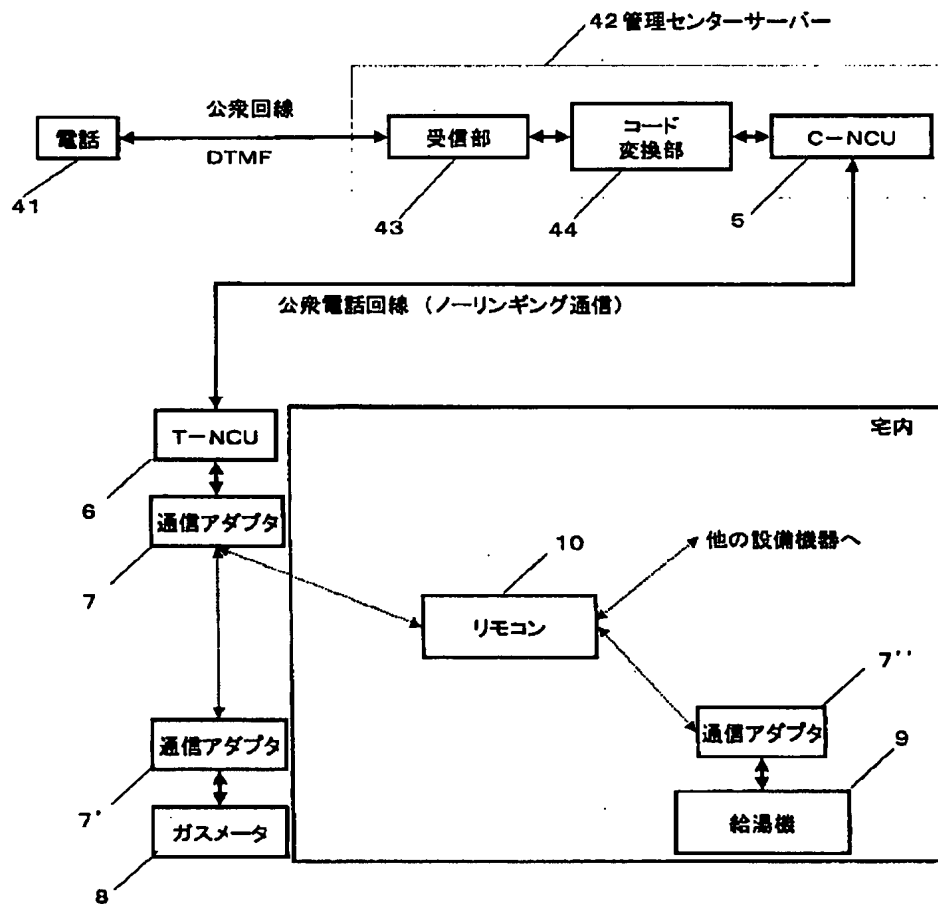 42管理センターサーバー
公衆回線
電話
DTMF
受信部
コード
変換部
C-NCU
41
43
44
5
公衆電話回線（ノーリンギング通信）
T-NCU
宅内
6
通信アダプタ
10
他の設備機器へ
7
リモコン
7''
通信アダプタ
通信アダプタ
9
7'
ガスメータ
給湯機
8